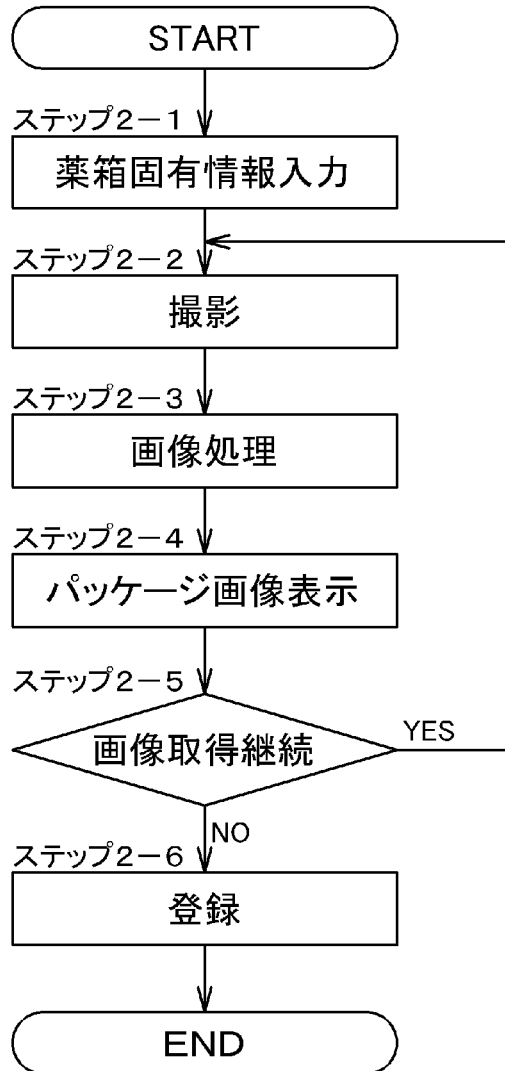 START
ステップ2－1
薬箱固有情報入力
ステップ2－2
撮影
ステップ2－3
画像処理
ステップ2－4
パッケージ画像表示
ステップ2－5
画像取得継続
YES
NO
ステップ2－6
登録
END